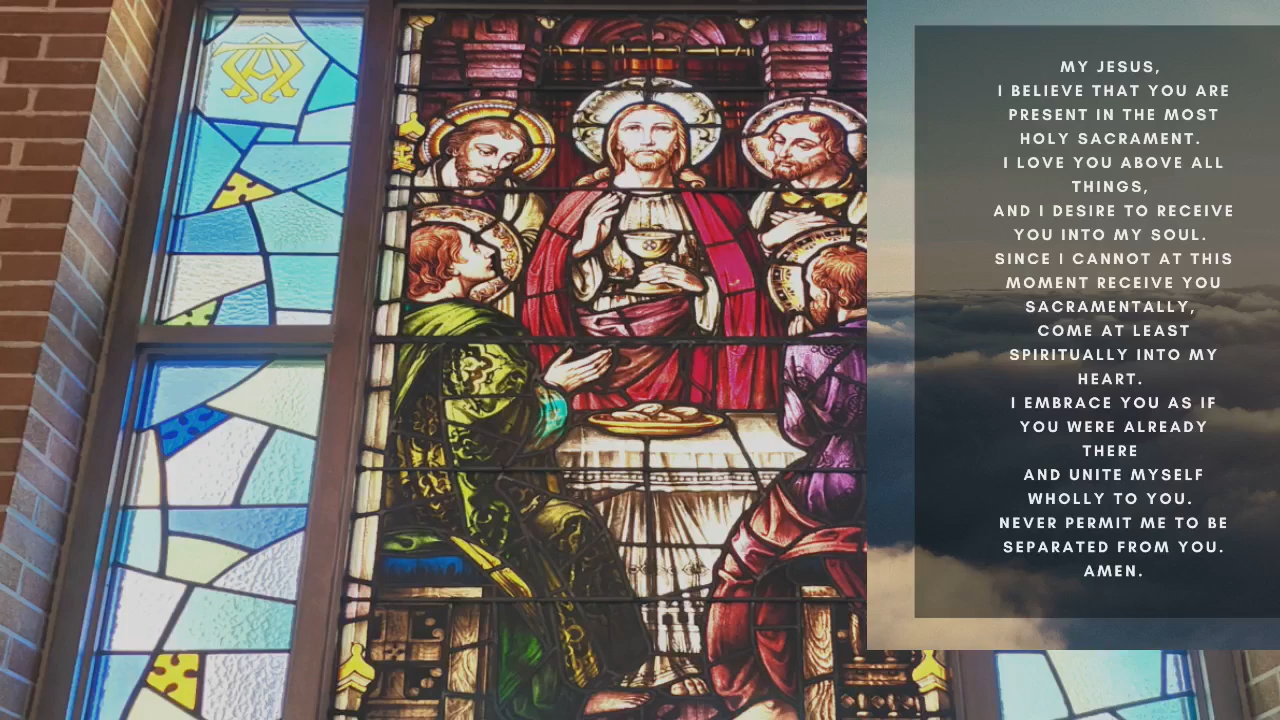 MY JESUS,
I BELIEVE THAT YOU ARE
PRESENT IN THE MOST
HOLY SACRAMENT.
I LOVE YOU ABOVE ALL
THINGS,
AND I DESIRE TO RECEIVE
YOU INTO MY SOUL.
SINCE I CANNOT AT THIS
MOMENT RECEIVE YOU
SACRAMENTALLY,
COME AT LEAST
SPIRITUALLY INTO MY
HEART.
I EMBRACE YOU AS IF
YOU WERE ALREADY
THERE
AND UNITE MYSELF
WHOLLY TO YOU.
NEVER PERMIT ME TO BE
SEPARATED FROM YOU.
AMEN.